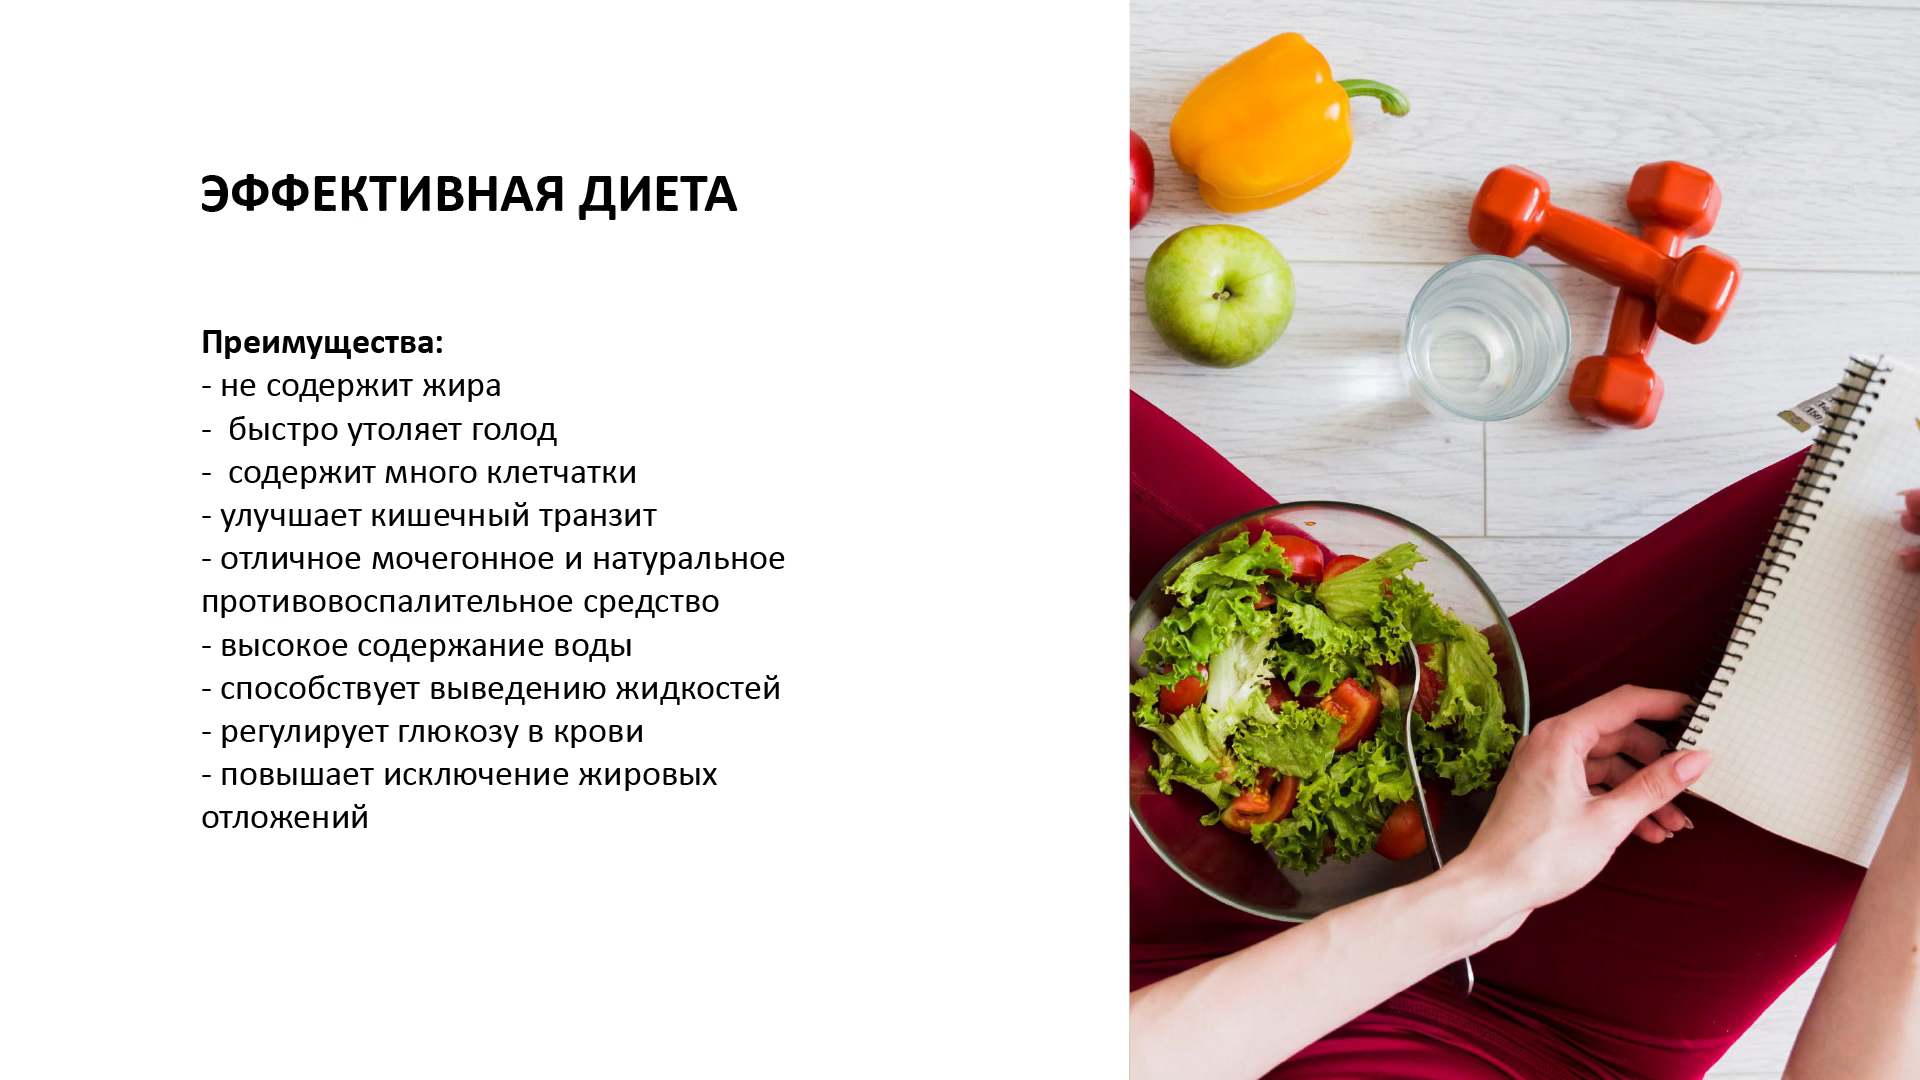 ЭФФЕКТИВНАЯ ДИЕТА
Преимущества:
- не содержит жира
-  быстро утоляет голод
-  содержит много клетчатки
- улучшает кишечный транзит
- отличное мочегонное и натуральное
противовоспалительное средство
- высокое содержание воды
- способствует выведению жидкостей
- регулирует глюкозу в крови
- повышает исключение жировых
отложений